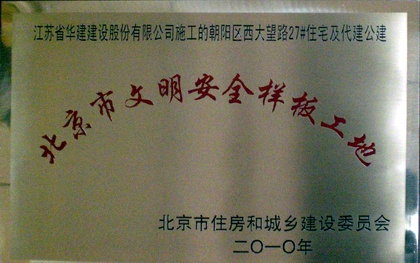 江苏省华建建设股份有限公司施工的朝阳区西大望路27#住宅及代建公建
北京市文明安全样板工地
北京市住房和城乡建设委员会
二〇一〇年